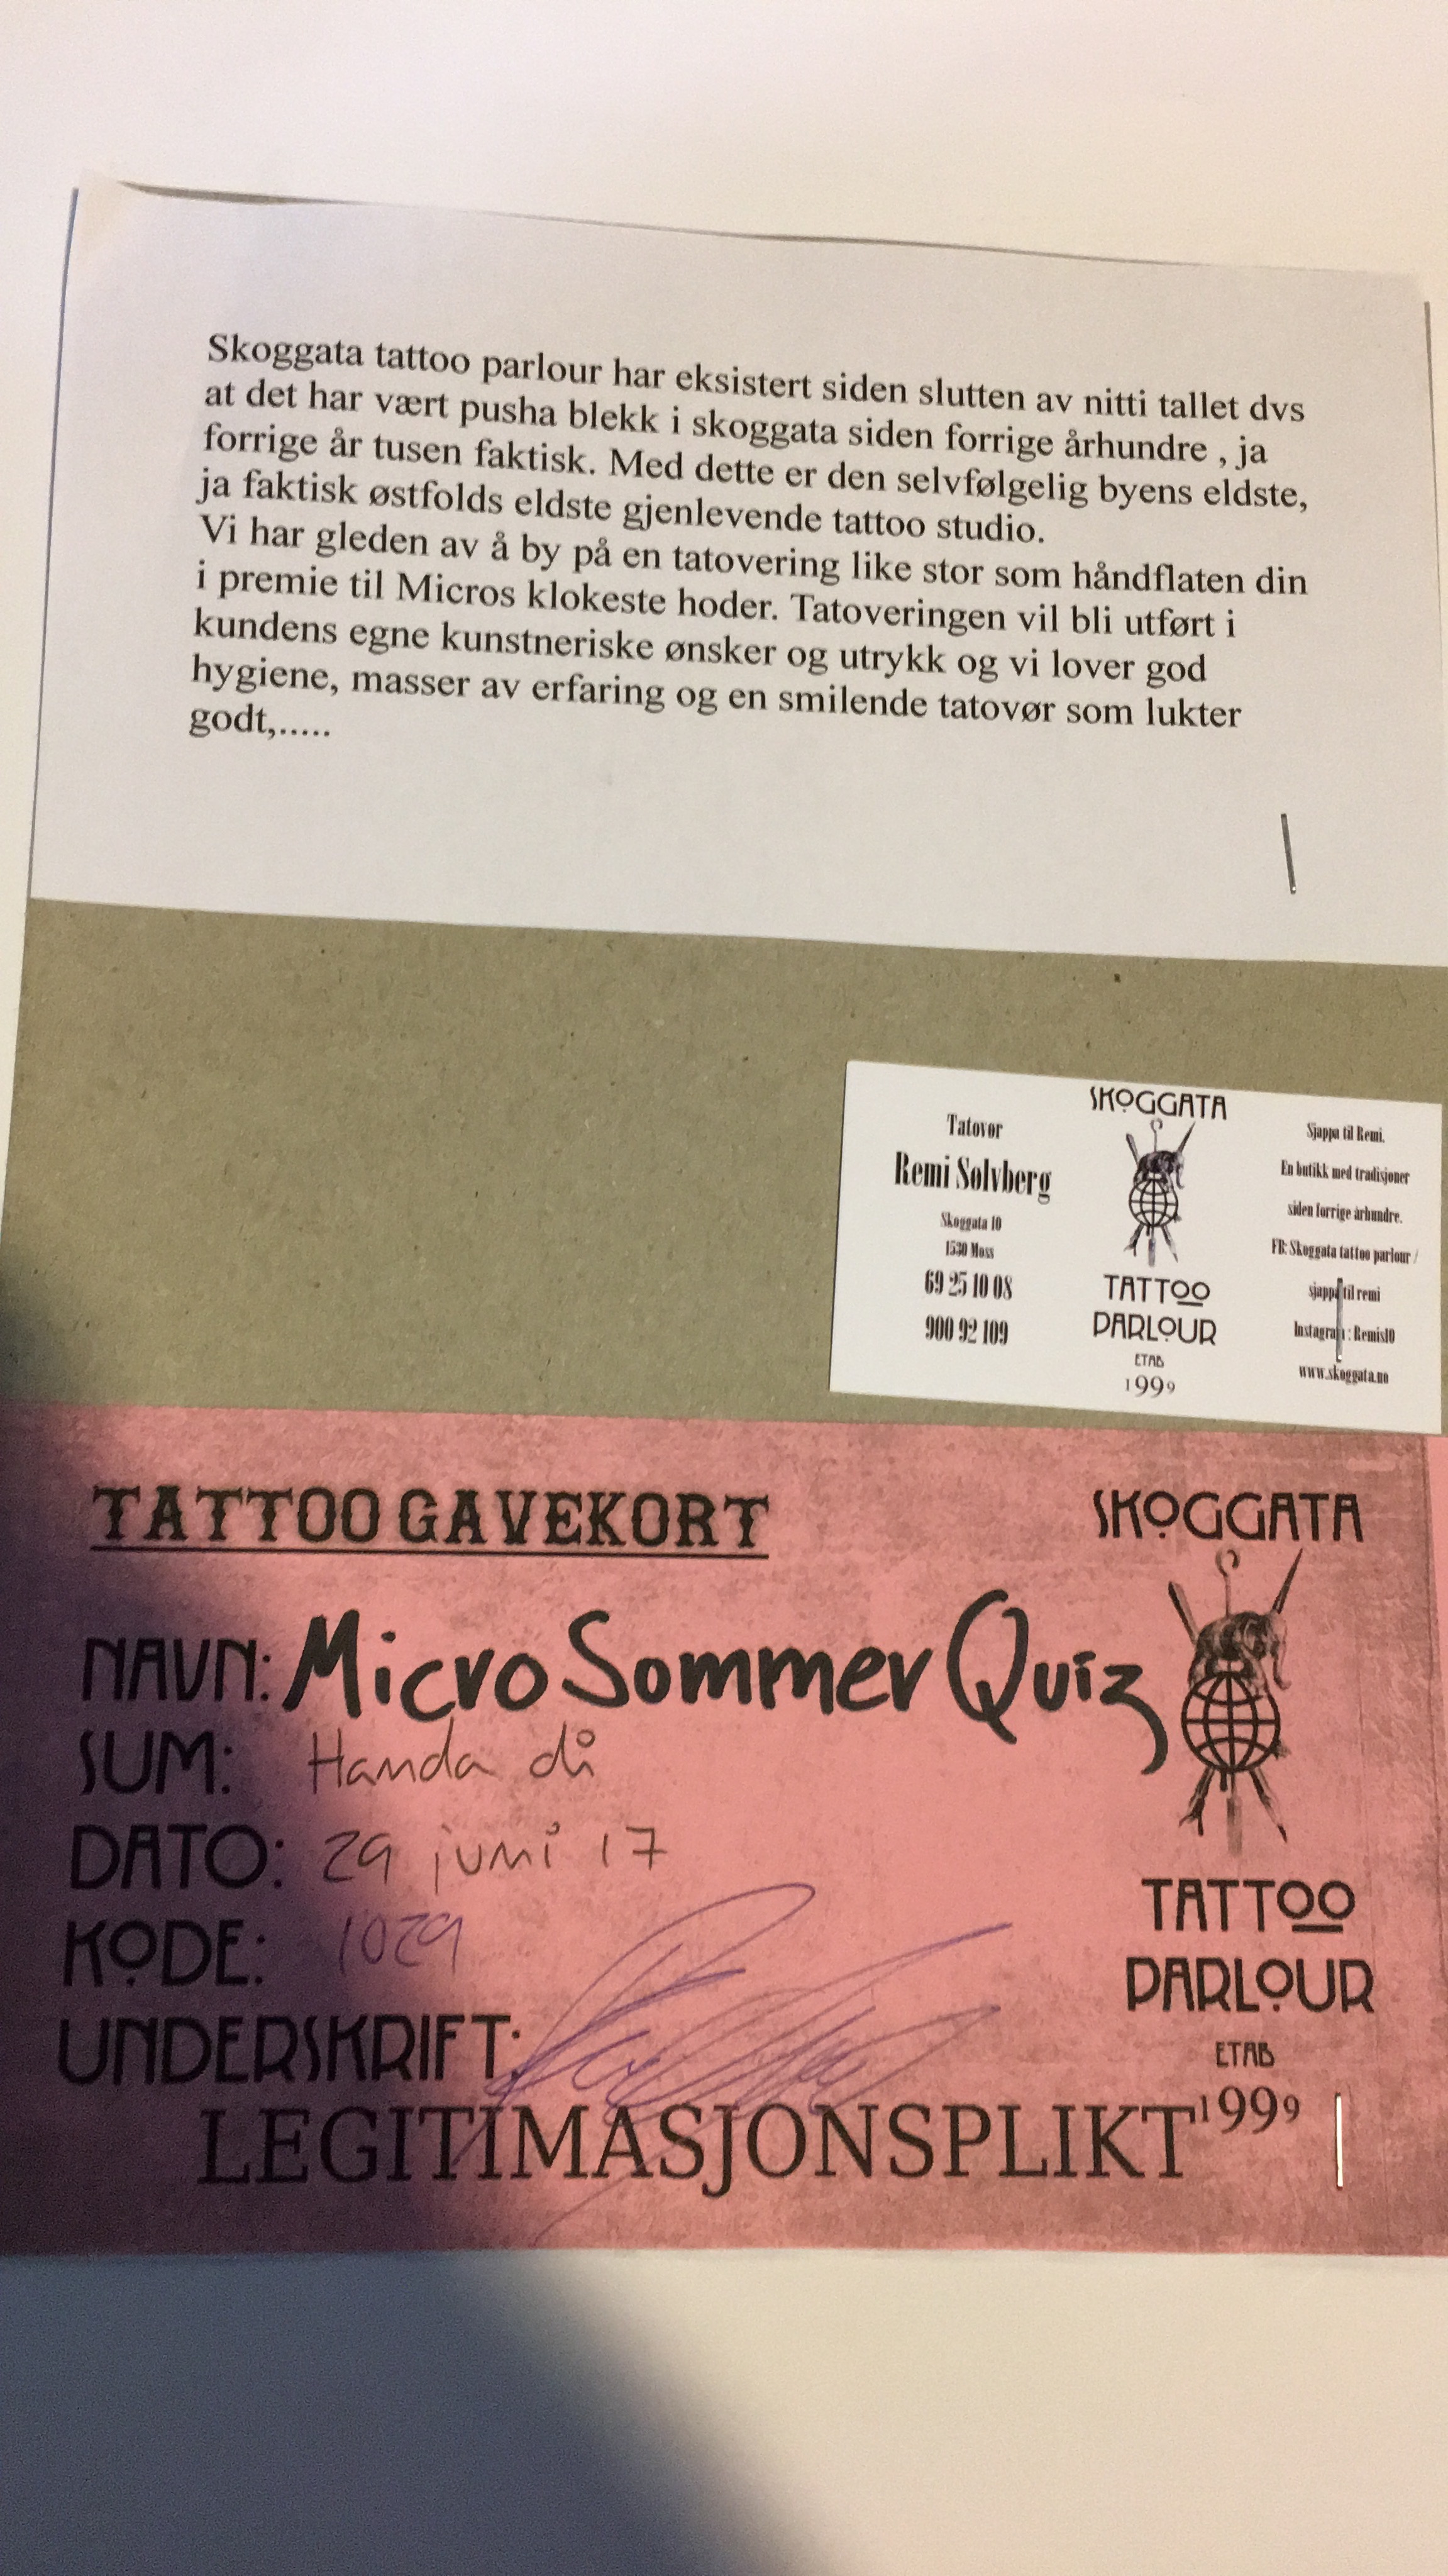 Skoggata tattoo parlour har eksistert siden slutten av nitti tallet dvs
at det har vært pusha blekk i skoggata siden forrige århundre , ja
forrige år tusen faktisk. Med dette er den selvfølgelig byens eldste,
ja faktisk østfolds eldste gjenlevende tattoo studio.
Vi har gleden av å by på en tatovering like stor som håndflaten din
i premie til Micros klokeste hoder. Tatoveringen vil bli utført i
kundens egne kunstneriske ønsker og utrykk og vi lover god
hygiene, masser av erfaring og en smilende tatovør som lukter
godt,.....
Tatovør
Remi Sølvberg
Skoggata 10
1530 Moss
69 25 10 08
900 92 109
SKOGGATA
TATTOO
PARLOUR
ETAB
1999
Sjappa til Remi.
En butikk med tradisjoner
siden forrige århundre.
FB: Skoggata tattoo parlour /
sjappa til remi
Instagram : Remis10
www.skoggata.no
TATTOO GAVEKORT
NAVN: Micro Sommer Quiz
SUM: Handa di
DATO: 29 juni 17
KODE: 1029
UNDERSKRIFT:
LEGITIMASJONSPLIKT
SKOGGATA
TATTOO
PARLOUR
ETAB
1999